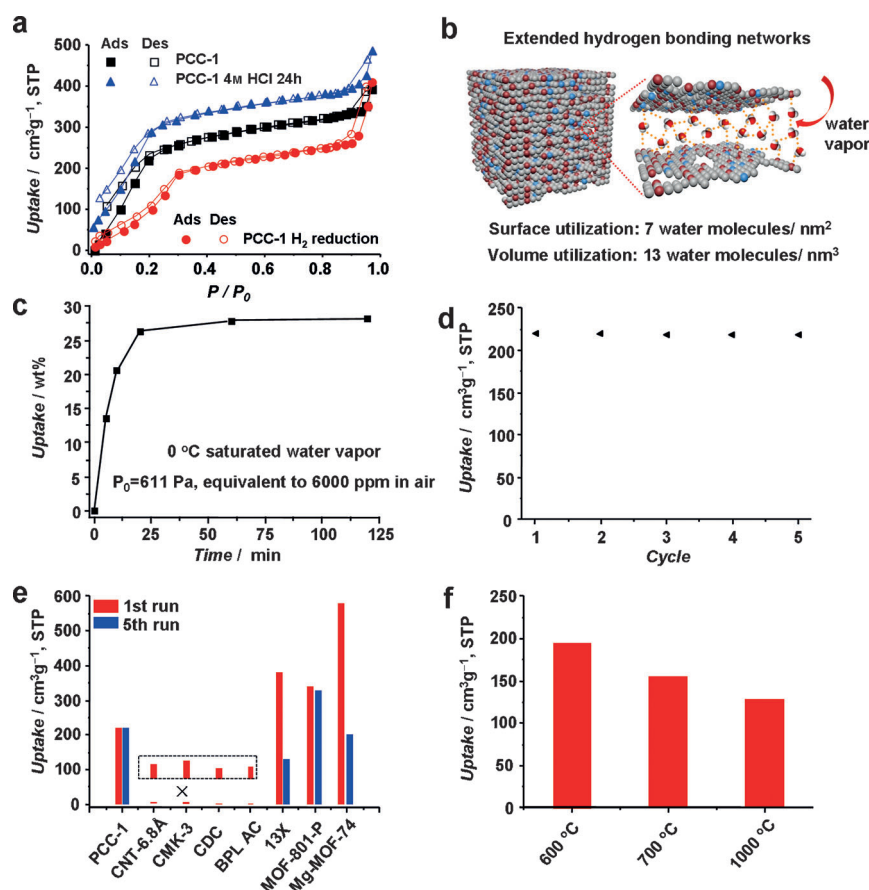 a
Uptake / cm³g⁻¹, STP
500
400
300
200
100
0
Ads Des
PCC-1
PCC-1 4M HCl 24h
Ads Des
PCC-1 H₂ reduction
0.0 0.2 0.4 0.6 0.8 1.0
P / P₀
b
Extended hydrogen bonding networks
water
vapor
Surface utilization: 7 water molecules/ nm²
Volume utilization: 13 water molecules/ nm³
c
Uptake / wt%
30
25
20
15
10
5
0
0 °C saturated water vapor
P₀=611 Pa, equivalent to 6000 ppm in air
0 25 50 75 100 125
Time / min
d
Uptake / cm³g⁻¹, STP
250
200
150
100
50
0
1 2 3 4 5
Cycle
e
Uptake / cm³g⁻¹, STP
600
500
400
300
200
100
0
1st run
5th run
×
PCC-1
CNT-6.8Å
CMK-3
CDC
BPL AC
13X
MOF-801-P
Mg-MOF-74
f
Uptake / cm³g⁻¹, STP
250
200
150
100
50
0
600 °C
700 °C
1000 °C